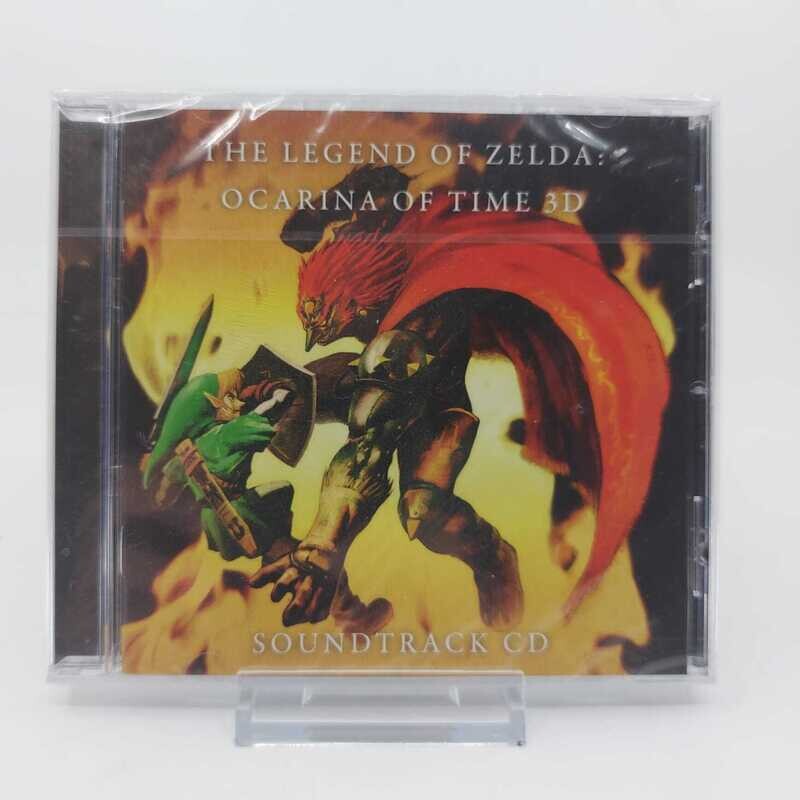 THE LEGEND OF ZELDA:
OCARINA OF TIME 3D
SOUNDTRACK CD